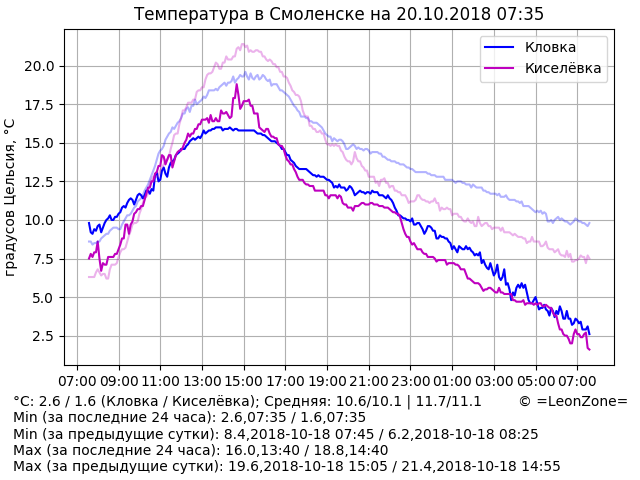 Температура в Смоленске на 20.10.2018 07:35
Кловка
Киселёвка
градусов Цельсия, °C
20.0
17.5
15.0
12.5
10.0
7.5
5.0
2.5
07:00 09:00 11:00 13:00 15:00 17:00 19:00 21:00 23:00 01:00 03:00 05:00 07:00
°C: 2.6 / 1.6 (Кловка / Киселёвка); Средняя: 10.6/10.1 | 11.7/11.1 © =LeonZone=
Min (за последние 24 часа): 2.6,07:35 / 1.6,07:35
Min (за предыдущие сутки): 8.4,2018-10-18 07:45 / 6.2,2018-10-18 08:25
Max (за последние 24 часа): 16.0,13:40 / 18.8,14:40
Max (за предыдущие сутки): 19.6,2018-10-18 15:05 / 21.4,2018-10-18 14:55